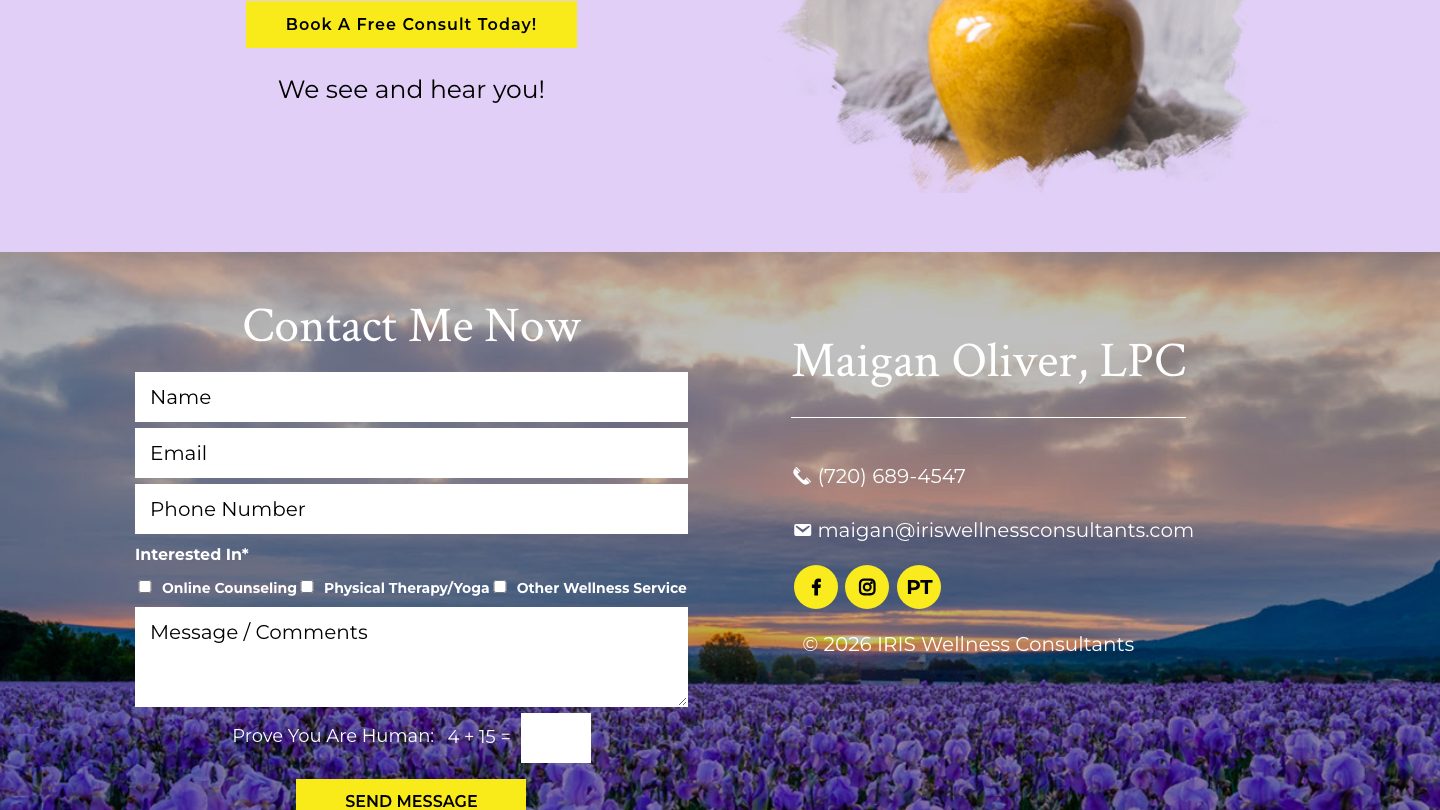 Book A Free Consult Today!
We see and hear you!
Contact Me Now
Name
Email
Phone Number
Interested In*
Online Counseling Physical Therapy/Yoga Other Wellness Service
Message / Comments
Prove You Are Human: 4 + 15 =
SEND MESSAGE
Maigan Oliver, LPC
(720) 689-4547
maigan@iriswellnessconsultants.com
PT
© 2026 IRIS Wellness Consultants